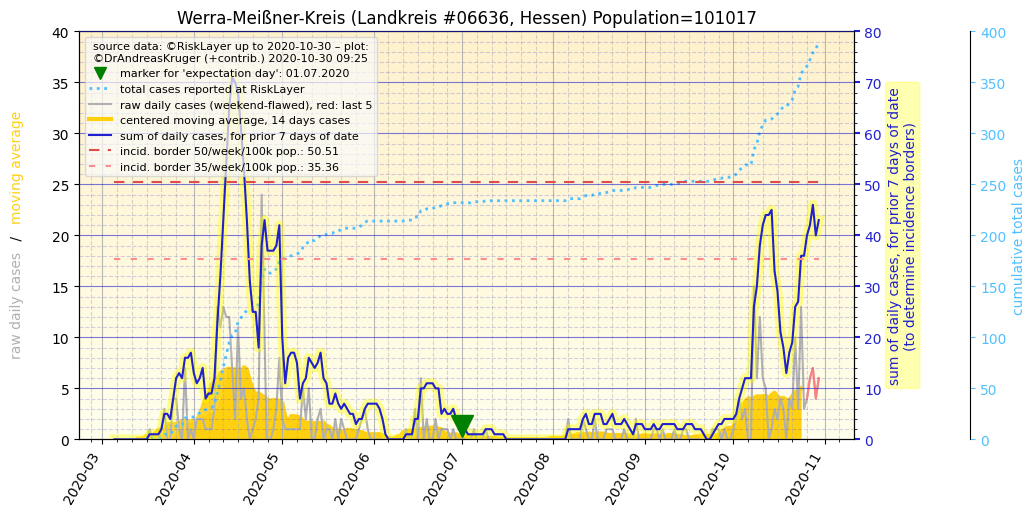 Werra-Meißner-Kreis (Landkreis #06636, Hessen) Population=101017
source data: ©RiskLayer up to 2020-10-30 – plot:
©DrAndreasKruger (+contrib.) 2020-10-30 09:25
marker for 'expectation day': 01.07.2020
total cases reported at RiskLayer
raw daily cases (weekend-flawed), red: last 5
centered moving average, 14 days cases
sum of daily cases, for prior 7 days of date
incid. border 50/week/100k pop.: 50.51
incid. border 35/week/100k pop.: 35.36
raw daily cases / moving average
40
35
30
25
20
15
10
5
0
80
70
60
50
40
30
20
10
0
sum of daily cases, for prior 7 days of date
(to determine incidence borders)
400
350
300
250
200
150
100
50
0
cumulative total cases
2020-03
2020-04
2020-05
2020-06
2020-07
2020-08
2020-09
2020-10
2020-11